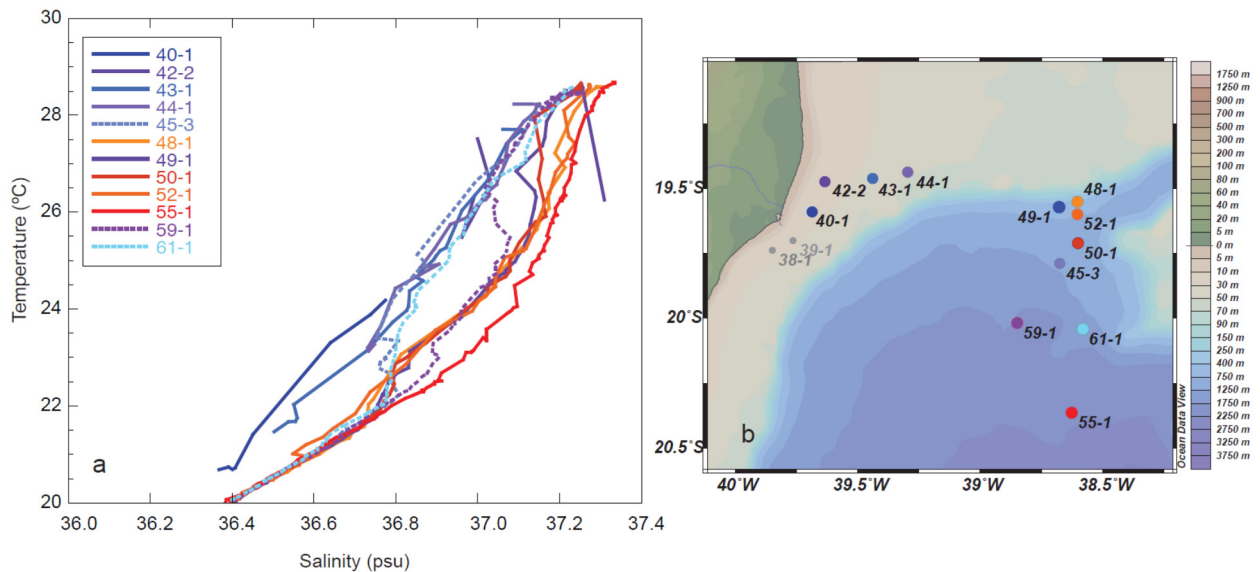 30
28
26
24
22
20
Temperature (ºC)
40-1
42-2
43-1
44-1
45-3
48-1
49-1
50-1
52-1
55-1
59-1
61-1
a
36.0 36.2 36.4 36.6 36.8 37.0 37.2 37.4
Salinity (psu)
19.5°S
20°S
20.5°S
40°W 39.5°W 39°W 38.5°W
42-2
43-1
44-1
40-1
39-1
38-1
48-1
49-1
52-1
50-1
45-3
59-1
61-1
55-1
b
Ocean Data View
1750 m
1250 m
900 m
700 m
500 m
300 m
200 m
100 m
80 m
60 m
40 m
20 m
5 m
0 m
5 m
10 m
30 m
50 m
70 m
90 m
150 m
250 m
400 m
750 m
1250 m
1750 m
2250 m
2750 m
3250 m
3750 m